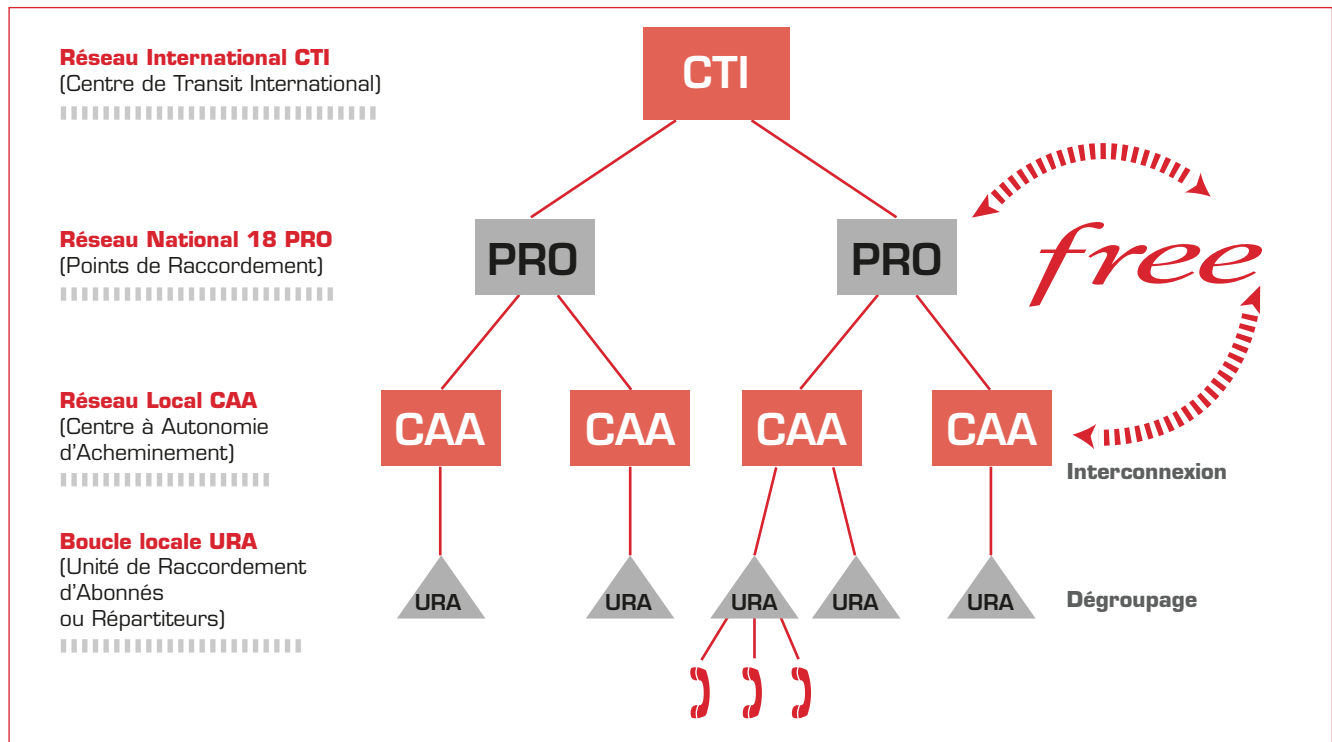 Réseau International CTI
(Centre de Transit International)
CTI
Réseau National 18 PRO
(Points de Raccordement)
PRO
PRO
free
Réseau Local CAA
(Centre à Autonomie
d'Acheminement)
CAA
CAA
CAA
CAA
Interconnexion
Boucle locale URA
(Unité de Raccordement
d'Abonnés
ou Répartiteurs)
URA
URA
URA
URA
URA
Dégroupage